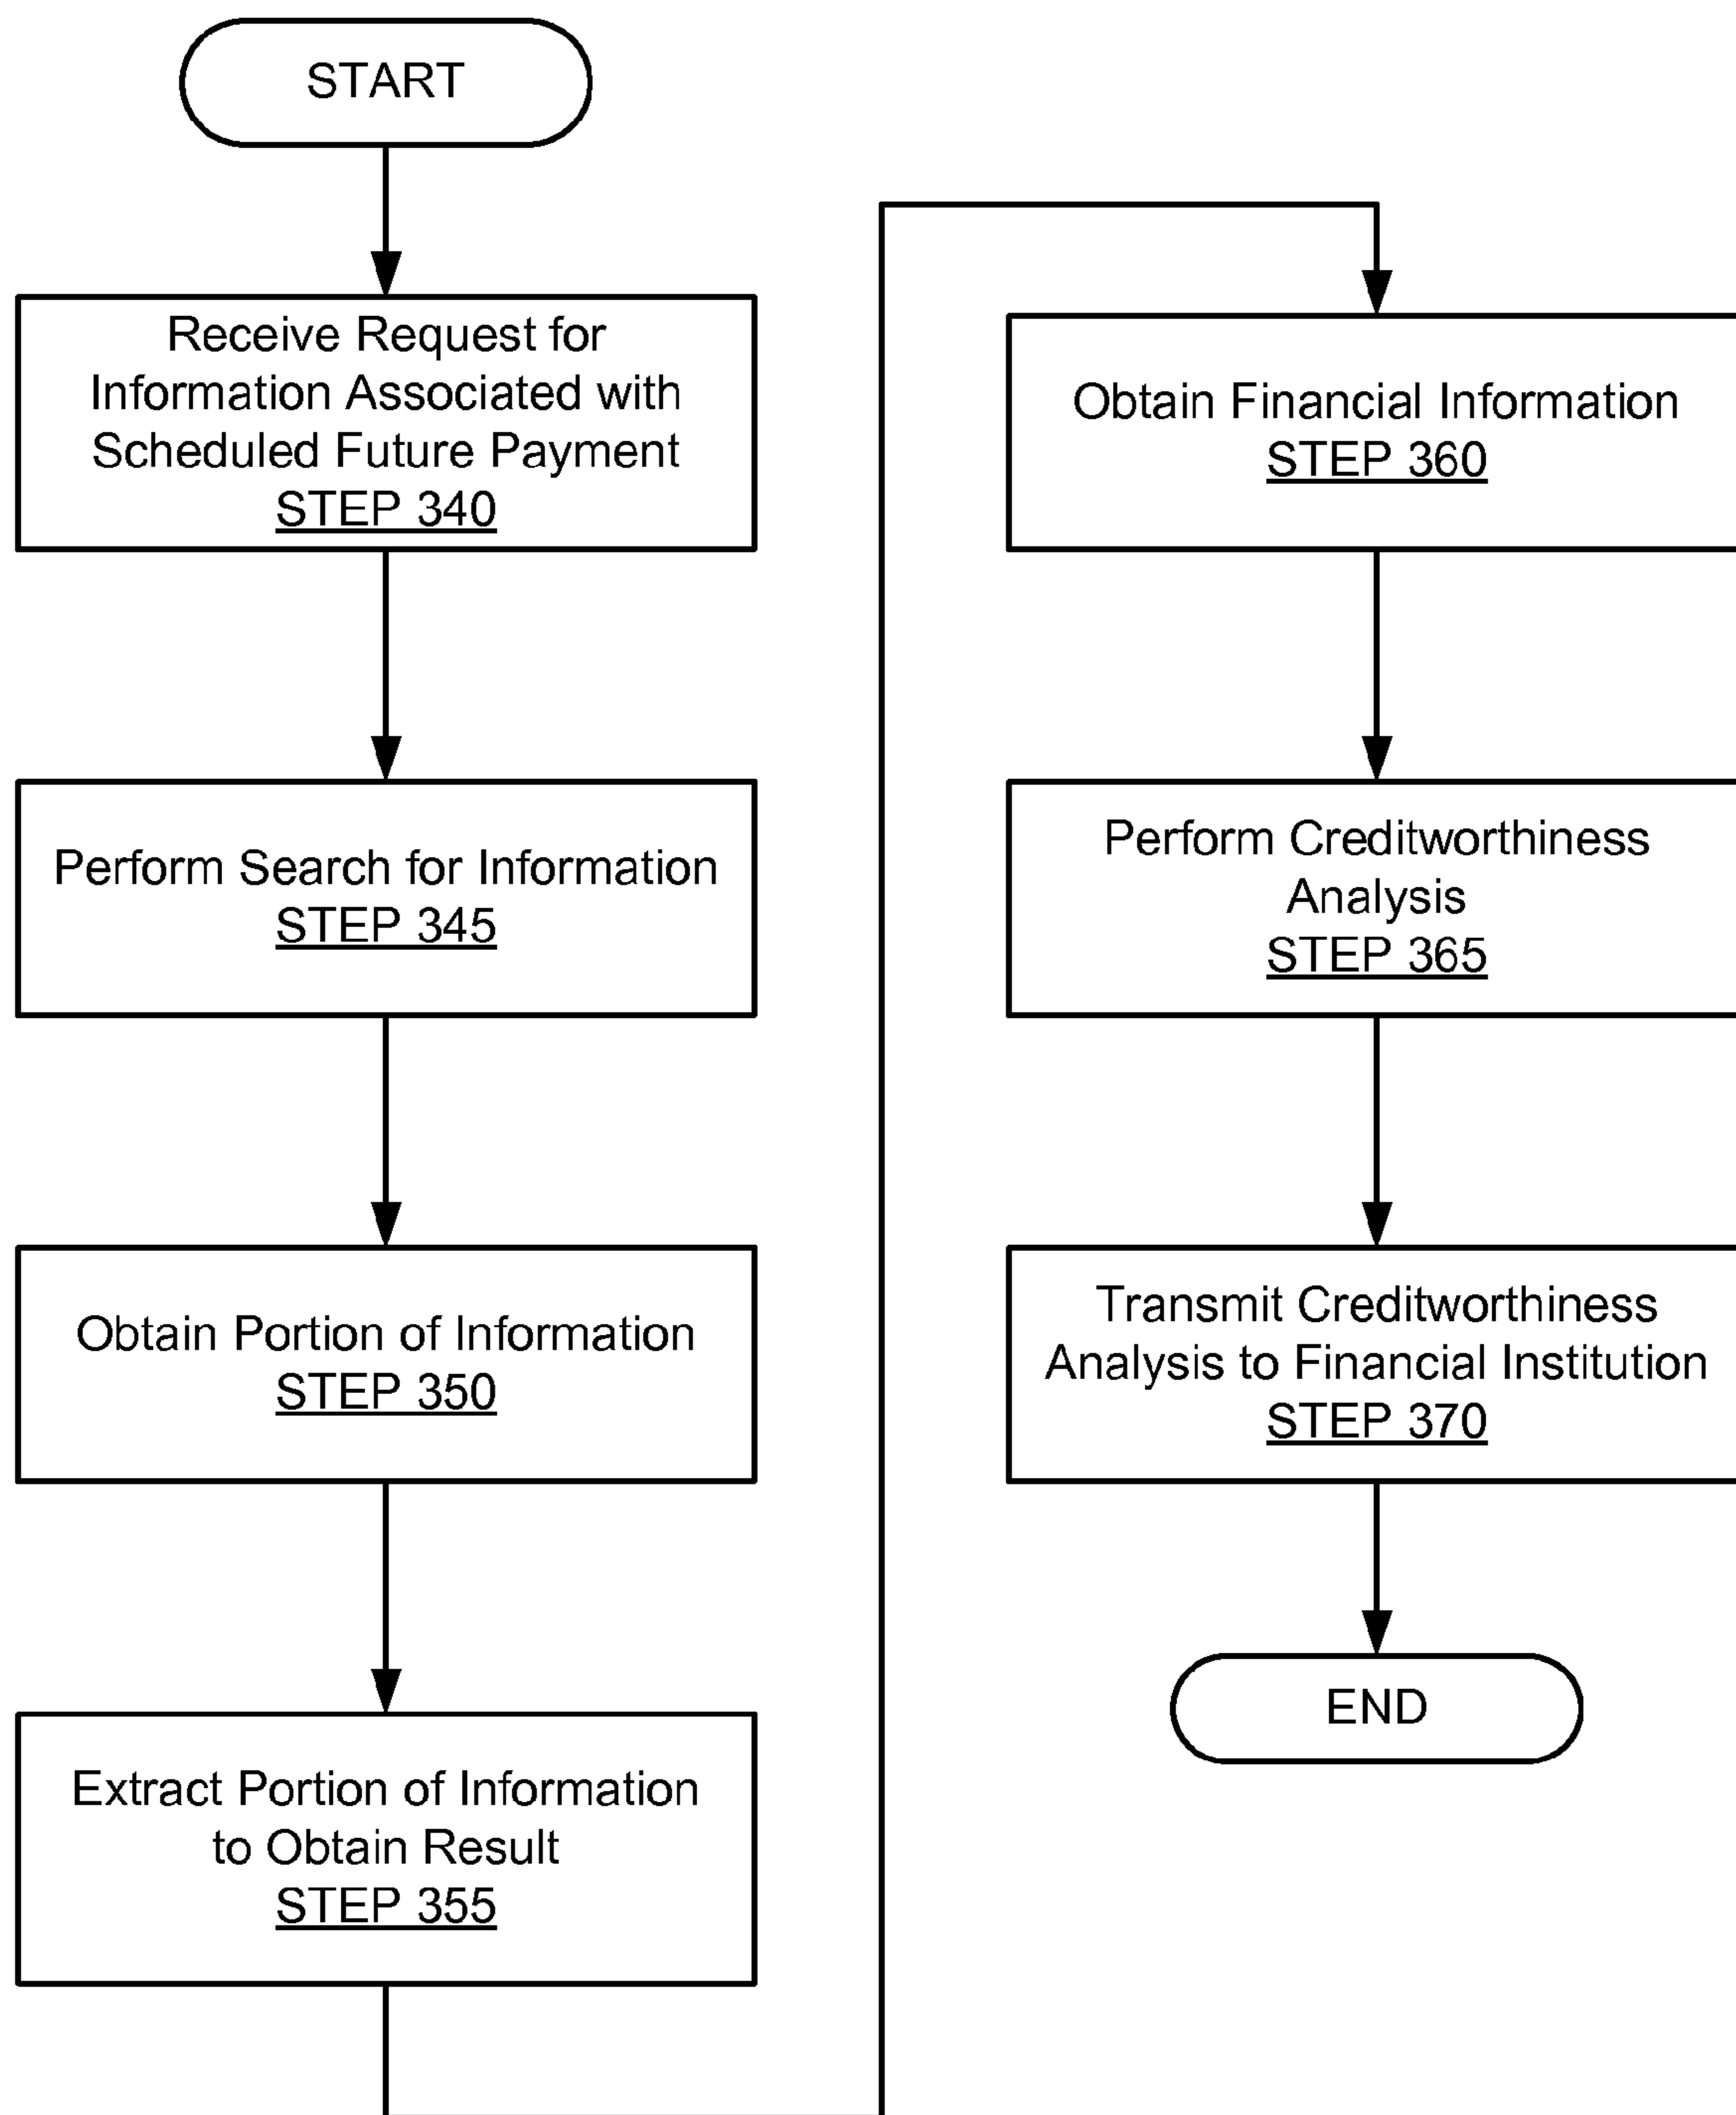 START
Receive Request for
Information Associated with
Scheduled Future Payment
STEP 340
Perform Search for Information
STEP 345
Obtain Portion of Information
STEP 350
Extract Portion of Information
to Obtain Result
STEP 355
Obtain Financial Information
STEP 360
Perform Creditworthiness
Analysis
STEP 365
Transmit Creditworthiness
Analysis to Financial Institution
STEP 370
END